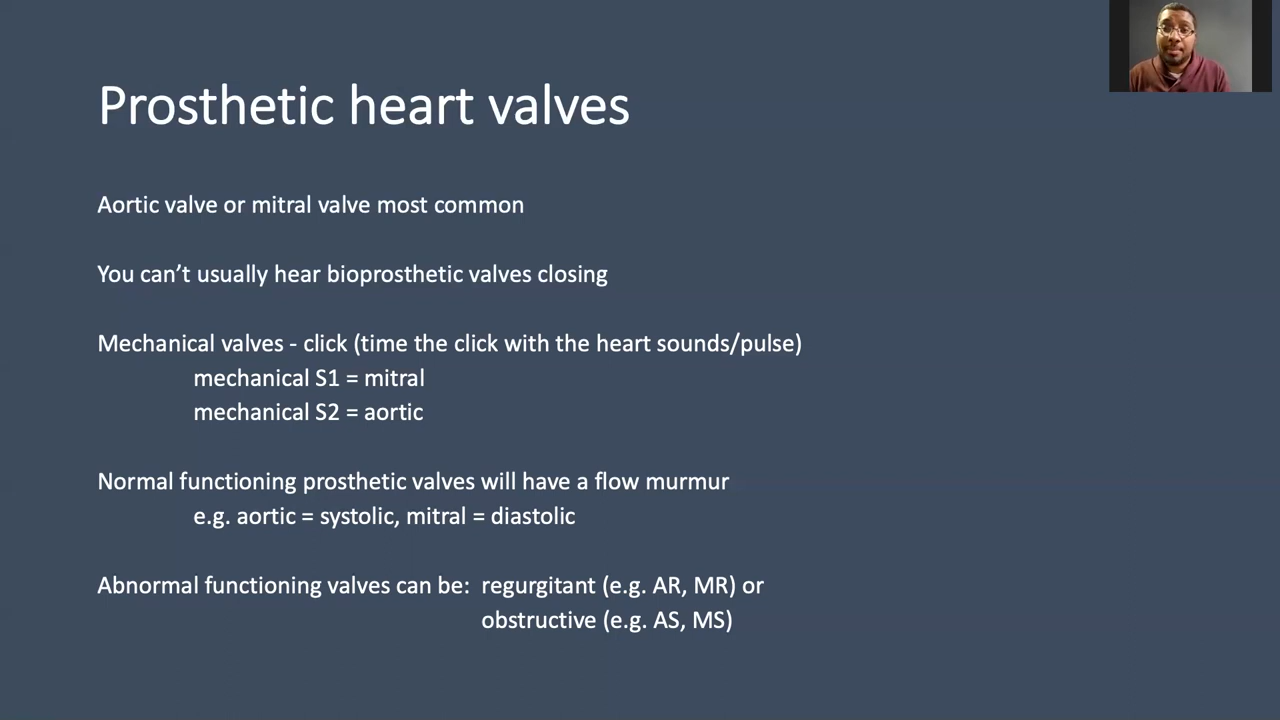 Prosthetic heart valves
Aortic valve or mitral valve most common
You can’t usually hear bioprosthetic valves closing
Mechanical valves - click (time the click with the heart sounds/pulse)
mechanical S1 = mitral
mechanical S2 = aortic
Normal functioning prosthetic valves will have a flow murmur
e.g. aortic = systolic, mitral = diastolic
Abnormal functioning valves can be: regurgitant (e.g. AR, MR) or
obstructive (e.g. AS, MS)